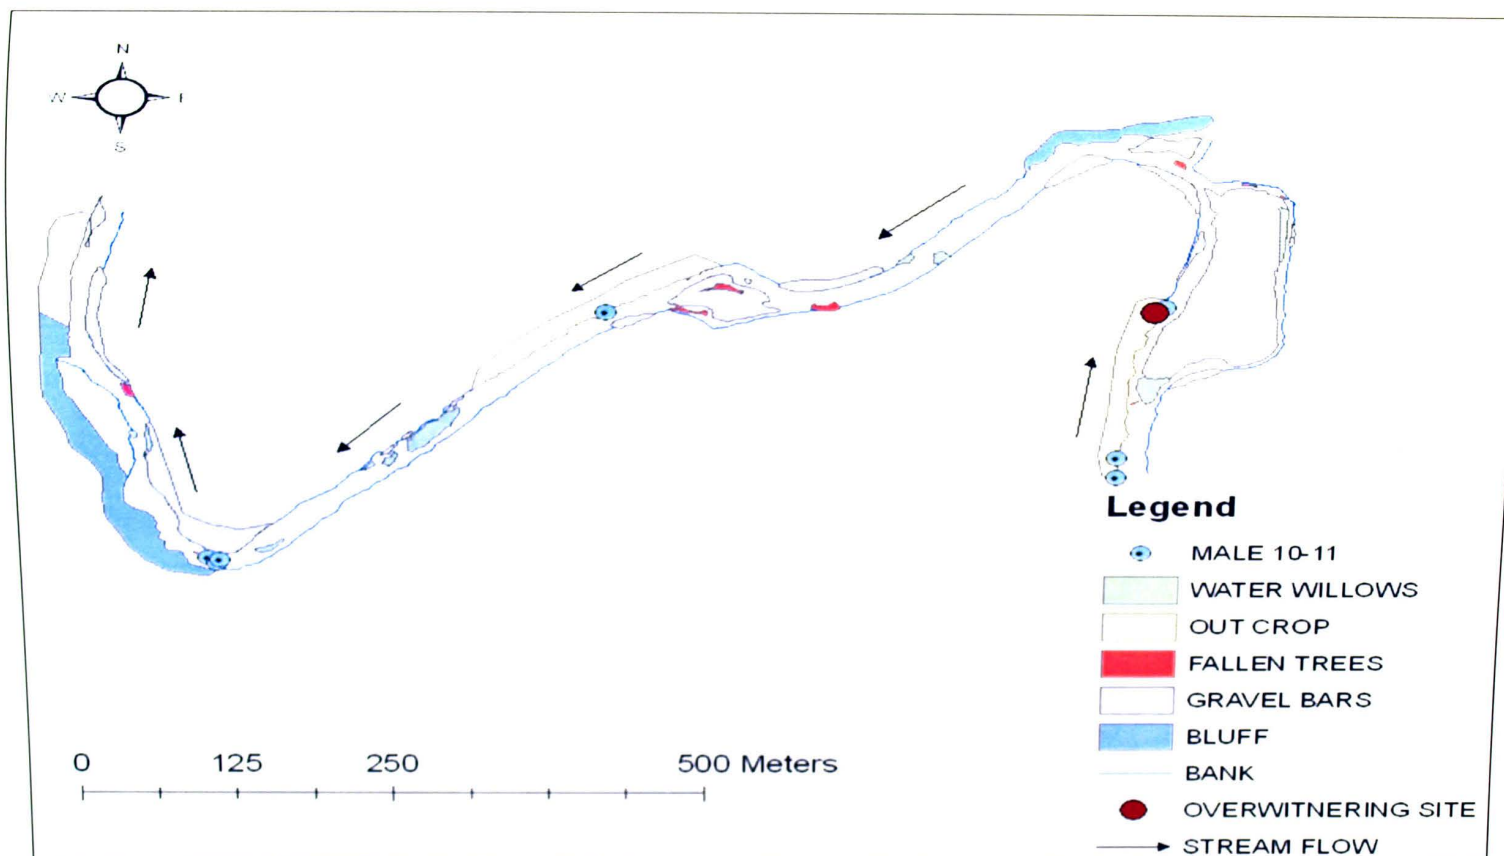 N
W
S
Legend
MALE 10-11
WATER WILLOWS
OUT CROP
FALLEN TREES
GRAVEL BARS
BLUFF
BANK
OVERWITNERING SITE
STREAM FLOW
0 125 250 500 Meters